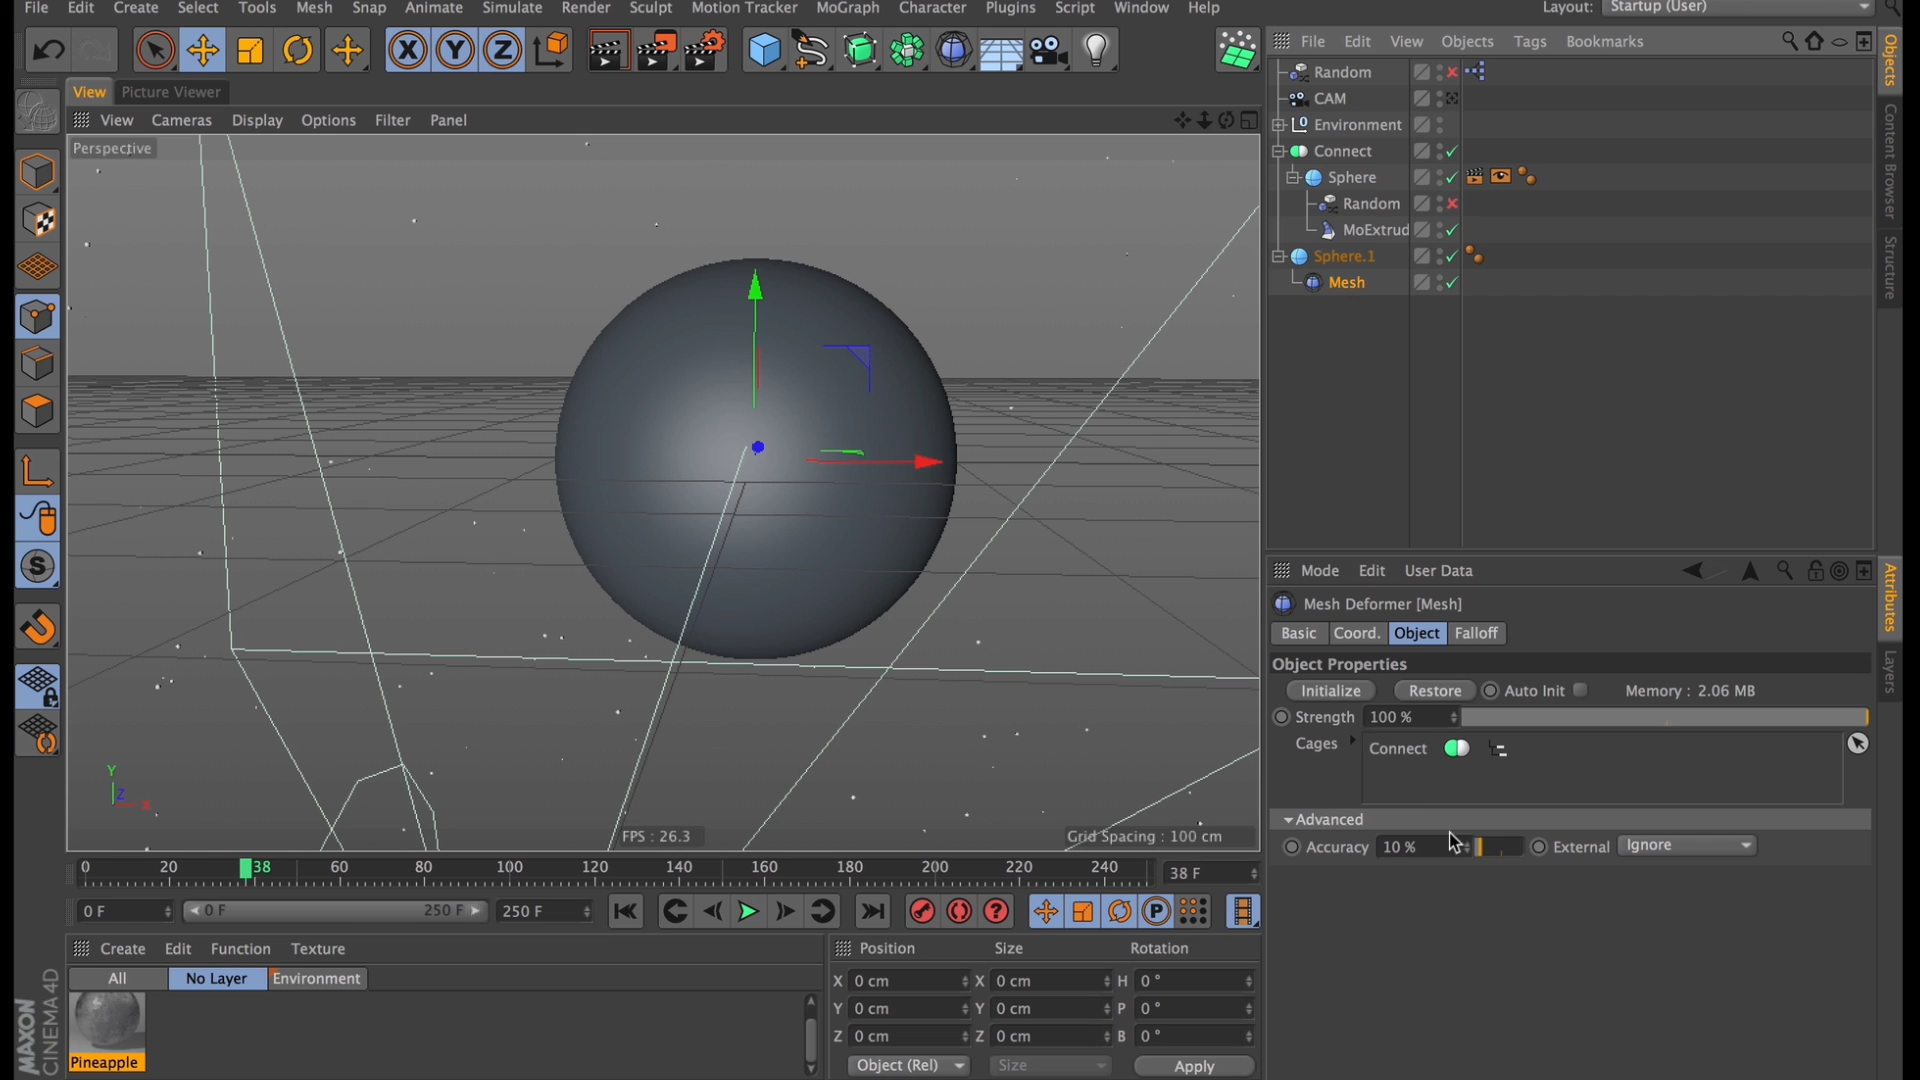 File Edit Create Select Tools Mesh Snap Animate Simulate Render Sculpt Motion Tracker MoGraph Character Plugins Script Window Help Layout: Startup (User)
File Edit View Objects Tags Bookmarks
View Picture Viewer
View Cameras Display Options Filter Panel
Perspective
Random
CAM
Environment
Connect
Sphere
Random
MoExtrud
Sphere.1
Mesh
Objects
Content Browser
Structure
Mode Edit User Data
Mesh Deformer [Mesh]
Basic Coord. Object Falloff
Object Properties
Initialize Restore Auto Init Memory : 2.06 MB
Strength 100 %
Cages Connect
Advanced
Accuracy 10 % External Ignore
Attributes
Layers
X
Y
Z
S
Y
Z
X
FPS : 26.3
Grid Spacing : 100 cm
0 20 38 60 80 100 120 140 160 180 200 220 240 38 F
0 F 0 F 250 F 250 F
P
Create Edit Function Texture
All No Layer Environment
Pineapple
MAXON
CINEMA4D
Position Size Rotation
X 0 cm X 0 cm H 0 °
Y 0 cm Y 0 cm P 0 °
Z 0 cm Z 0 cm B 0 °
Object (Rel) Size Apply